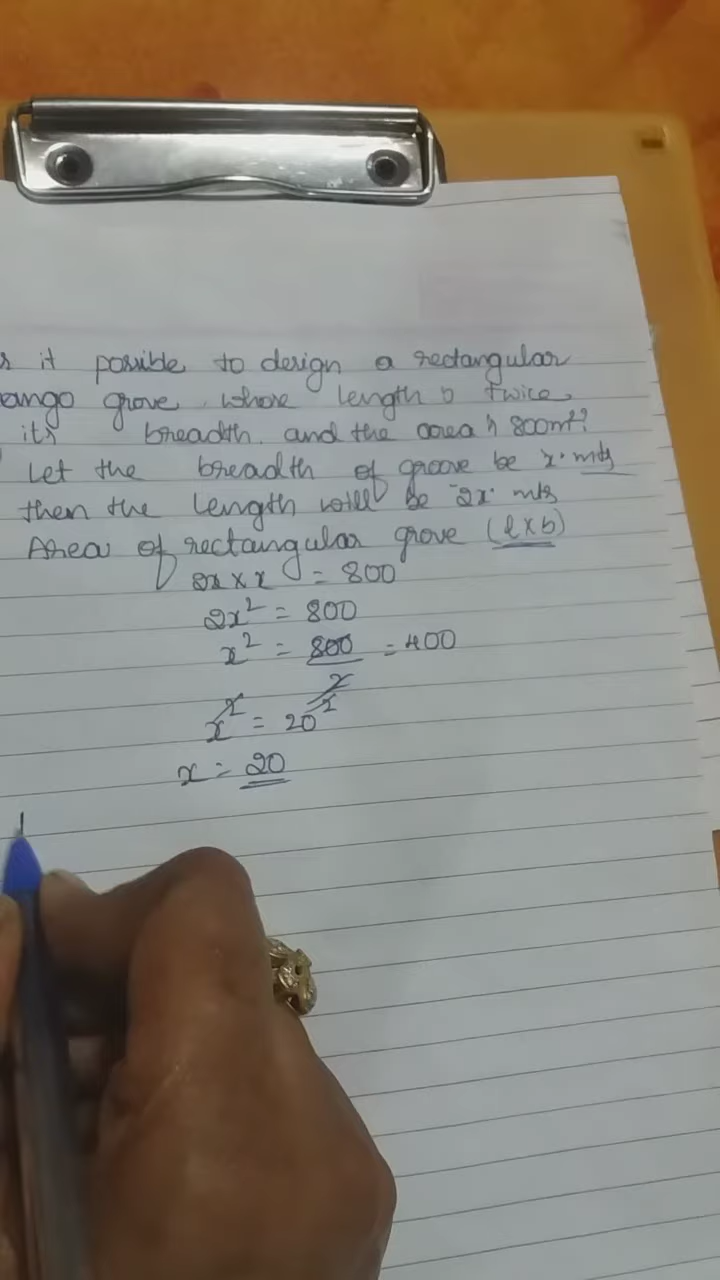 s it possible to design a rectangular
ango grove whose length is twice
its breadth and the area is 800m²?
Let the breadth of groove be x mts
then the length will be 2x mts
Area of rectangular grove (l×b)
2x × x = 800
2x² = 800
x² = 800/2 = 400
x² = 20²
x = 20